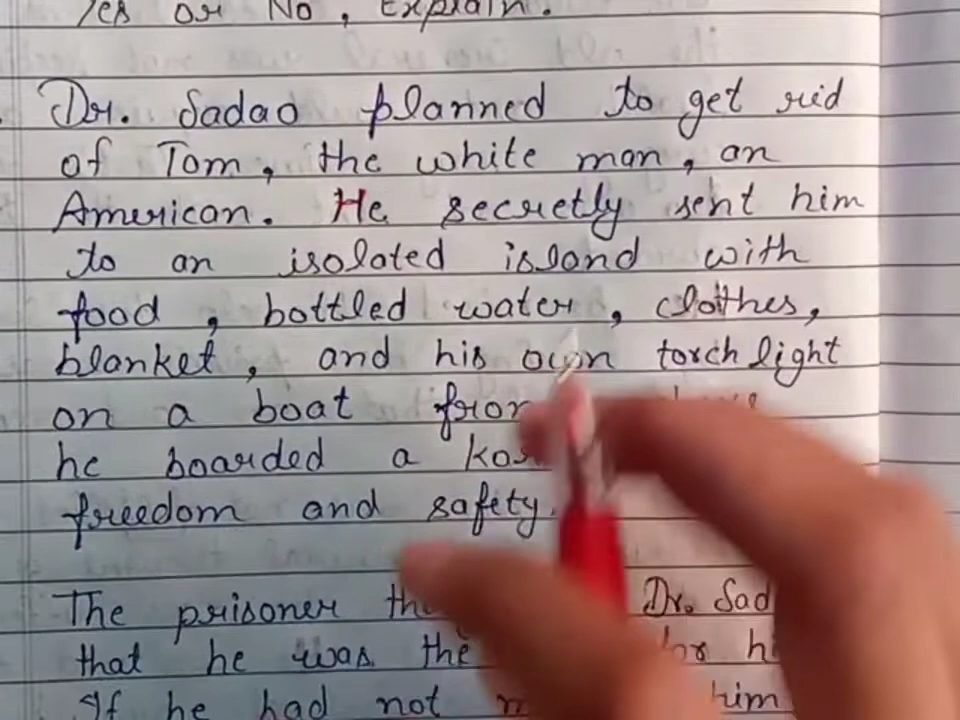 Yes or No, Explain.
Dr. Sadao planned to get rid
of Tom, the white man, an
American. He secretly sent him
to an isolated island with
food, bottled water, clothes,
blanket, and his own torch light
on a boat
he boarded a
freedom and safety.
The prisoner Dr.
that he was the
If he had not him